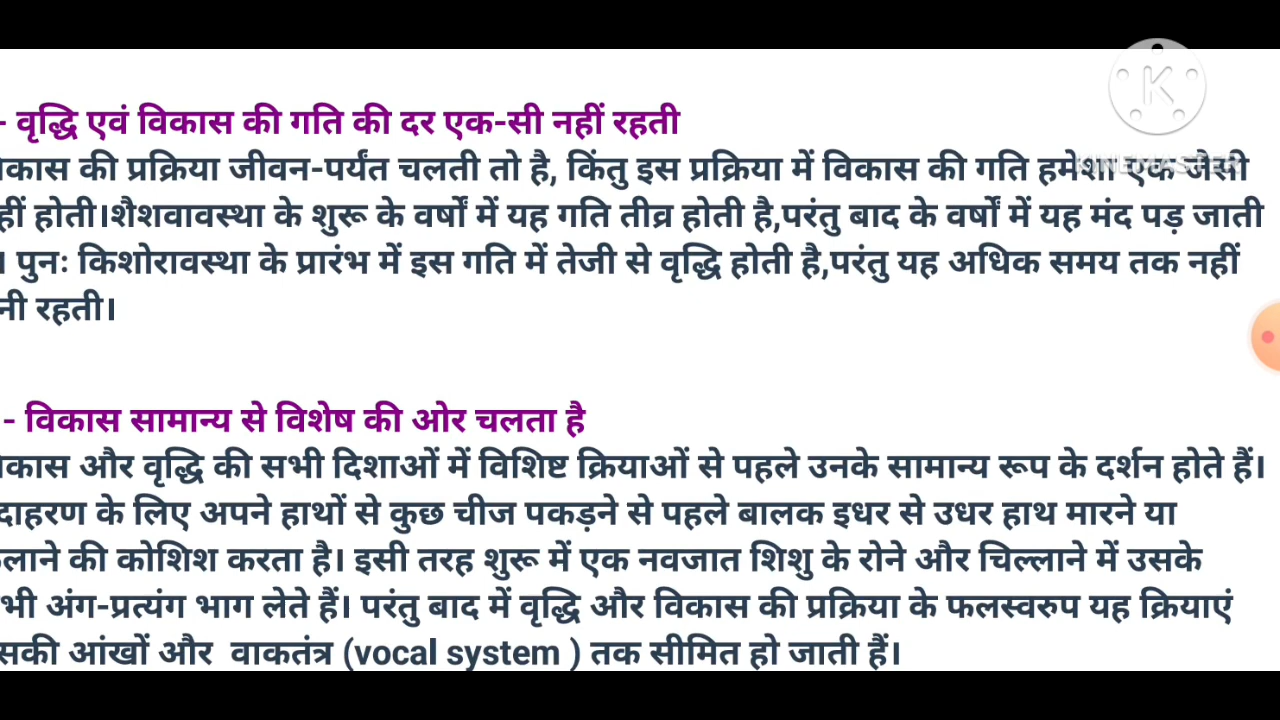 - वृद्धि एवं विकास की गति की दर एक-सी नहीं रहती
कास की प्रक्रिया जीवन-पर्यंत चलती तो है, किंतु इस प्रक्रिया में विकास की गति हमेशा एक जैसी
हीं होती।शैशवावस्था के शुरू के वर्षों में यह गति तीव्र होती है,परंतु बाद के वर्षों में यह मंद पड़ जाती
। पुनः किशोरावस्था के प्रारंभ में इस गति में तेजी से वृद्धि होती है,परंतु यह अधिक समय तक नहीं
नी रहती।
- विकास सामान्य से विशेष की ओर चलता है
कास और वृद्धि की सभी दिशाओं में विशिष्ट क्रियाओं से पहले उनके सामान्य रूप के दर्शन होते हैं।
दाहरण के लिए अपने हाथों से कुछ चीज पकड़ने से पहले बालक इधर से उधर हाथ मारने या
लाने की कोशिश करता है। इसी तरह शुरू में एक नवजात शिशु के रोने और चिल्लाने में उसके
भी अंग-प्रत्यंग भाग लेते हैं। परंतु बाद में वृद्धि और विकास की प्रक्रिया के फलस्वरुप यह क्रियाएं
सकी आंखों और वाकतंत्र (vocal system ) तक सीमित हो जाती हैं।
K
KINEMASTER